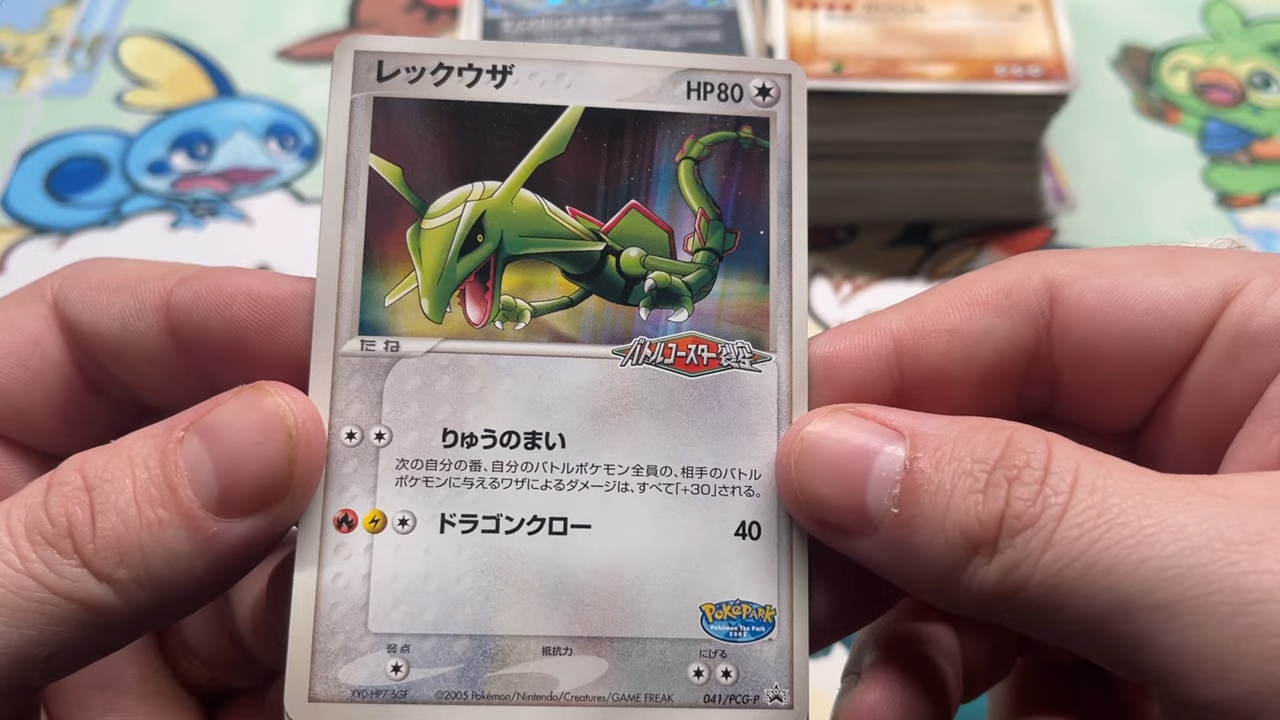 レックウザ
HP80
たね
バトルコースター裂空
りゅうのまい
次の自分の番、自分のバトルポケモン全員の、相手のバトル
ポケモンに与えるワザによるダメージは、すべて「+30」される。
ドラゴンクロー 40
POKÉPARK
Pokémon The Park
2005
弱点 抵抗力 にげる
©2005 Pokémon/Nintendo/Creatures/GAME FREAK
041/PCG-P